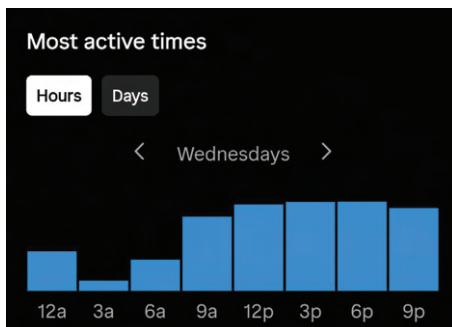 Most active times
Hours Days
< Wednesdays >
12a 3a 6a 9a 12p 3p 6p 9p